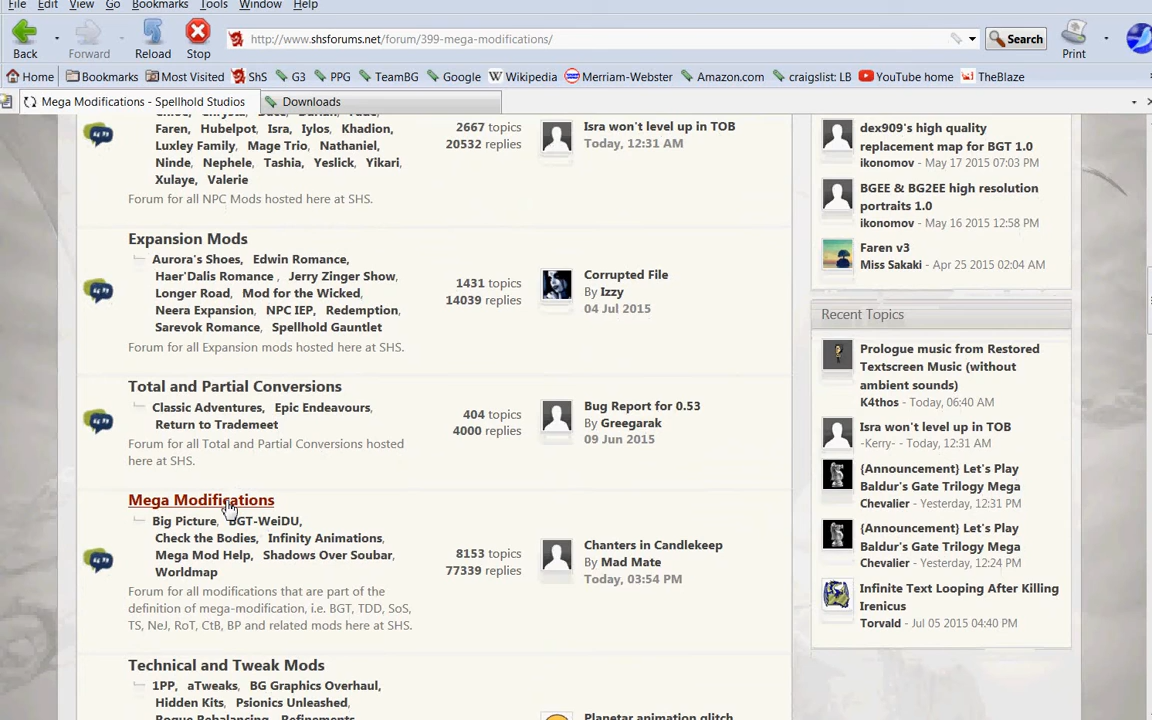 File Edit View Go Bookmarks Tools Window Help
Back Forward Reload Stop http://www.shsforums.net/forum/399-mega-modifications/ Search Print
Home Bookmarks Most Visited ShS G3 PPG TeamBG Google Wikipedia Merriam-Webster Amazon.com craigslist: LB YouTube home TheBlaze
Mega Modifications - Spellhold Studios Downloads
Faren, Hubelpot, Isra, Iylos, Khadion,
Luxley Family, Mage Trio, Nathaniel,
Ninde, Nephele, Tashia, Yeslick, Yikari,
Xulaye, Valerie
Forum for all NPC Mods hosted here at SHS.
2667 topics
20532 replies
Isra won't level up in TOB
Today, 12:31 AM
Expansion Mods
Aurora's Shoes, Edwin Romance,
Haer'Dalis Romance , Jerry Zinger Show,
Longer Road, Mod for the Wicked,
Neera Expansion, NPC IEP, Redemption,
Sarevok Romance, Spellhold Gauntlet
Forum for all Expansion mods hosted here at SHS.
1431 topics
14039 replies
Corrupted File
By Izzy
04 Jul 2015
Total and Partial Conversions
Classic Adventures, Epic Endeavours,
Return to Trademeet
Forum for all Total and Partial Conversions hosted
here at SHS.
404 topics
4000 replies
Bug Report for 0.53
By Greegarak
09 Jun 2015
Mega Modifications
Big Picture, BGT-WeiDU,
Check the Bodies, Infinity Animations,
Mega Mod Help, Shadows Over Soubar,
Worldmap
Forum for all modifications that are part of the
definition of mega-modification, i.e. BGT, TDD, SoS,
TS, NeJ, RoT, CtB, BP and related mods here at SHS.
8153 topics
77339 replies
Chanters in Candlekeep
By Mad Mate
Today, 03:54 PM
Technical and Tweak Mods
1PP, aTweaks, BG Graphics Overhaul,
Hidden Kits, Psionics Unleashed,
Rogue Rebalancing, Refinements,
Planetar animation glitch
dex909's high quality
replacement map for BGT 1.0
ikonomov - May 17 2015 07:03 PM
BGEE & BG2EE high resolution
portraits 1.0
ikonomov - May 16 2015 12:58 PM
Faren v3
Miss Sakaki - Apr 25 2015 02:04 AM
Recent Topics
Prologue music from Restored
Textscreen Music (without
ambient sounds)
K4thos - Today, 06:40 AM
Isra won't level up in TOB
-Kerry- - Today, 12:31 AM
{Announcement} Let's Play
Baldur's Gate Trilogy Mega
Chevalier - Yesterday, 12:31 PM
{Announcement} Let's Play
Baldur's Gate Trilogy Mega
Chevalier - Yesterday, 12:24 PM
Infinite Text Looping After Killing
Irenicus
Torvald - Jul 05 2015 04:40 PM